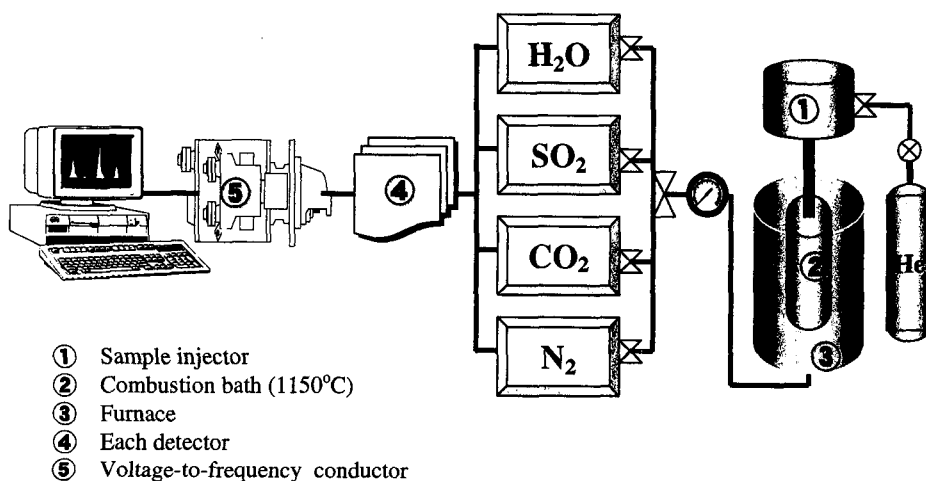 H₂O
SO₂
CO₂
N₂
①
②
③
④
⑤
He
① Sample injector
② Combustion bath (1150°C)
③ Furnace
④ Each detector
⑤ Voltage-to-frequency conductor